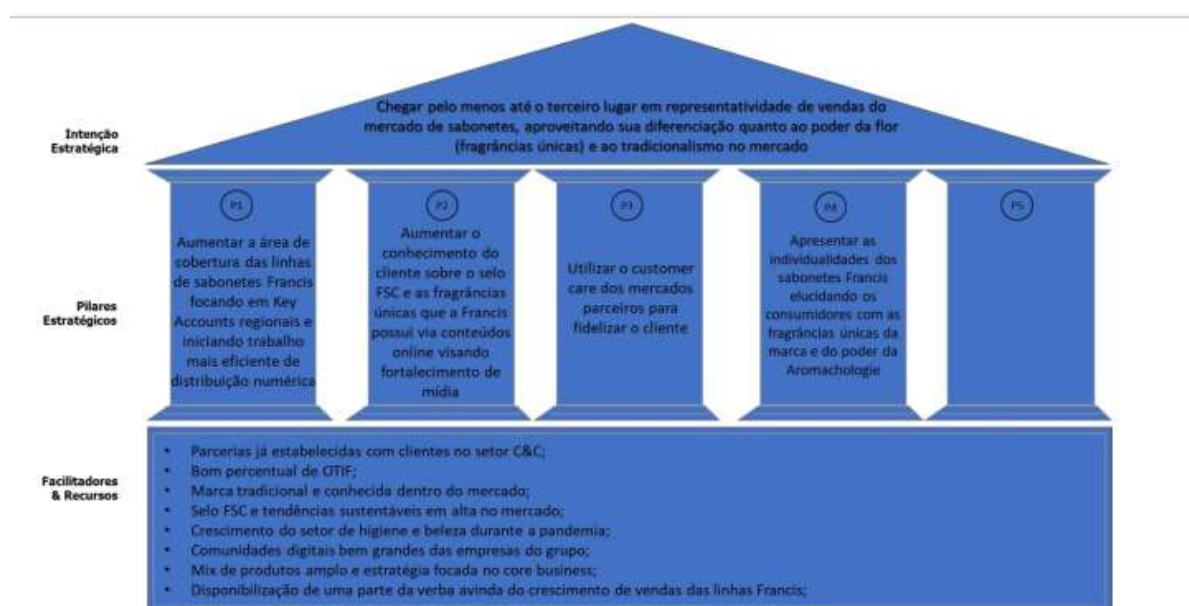 Chegar pelo menos até o terceiro lugar em representatividade de vendas do
mercado de sabonetes, aproveitando sua diferenciação quanto ao poder da flor
(fragrâncias únicas) e ao tradicionalismo no mercado
Intenção
Estratégica
P1
Aumentar a área de
cobertura das linhas
de sabonetes Francis
focando em Key
Accounts regionais e
iniciando trabalho
mais eficiente de
distribuição numérica
P2
Aumentar o
conhecimento do
cliente sobre o selo
FSC e as fragrâncias
únicas que a Francis
possui via conteúdos
online visando
fortalecimento de
mídia
P3
Utilizar o customer
care dos mercados
parceiros para
fidelizar o cliente
P4
Apresentar as
individualidades dos
sabonetes Francis
elucidando os
consumidores com as
fragrâncias únicas da
marca e do poder da
Aromachologie
P5
Pilares
Estratégicos
Facilitadores
& Recursos
• Parcerias já estabelecidas com clientes no setor C&C;
• Bom percentual de OTIF;
• Marca tradicional e conhecida dentro do mercado;
• Selo FSC e tendências sustentáveis em alta no mercado;
• Crescimento do setor de higiene e beleza durante a pandemia;
• Comunidades digitais bem grandes das empresas do grupo;
• Mix de produtos amplo e estratégia focada no core business;
• Disponibilização de uma parte da verba avinda do crescimento de vendas das linhas Francis;